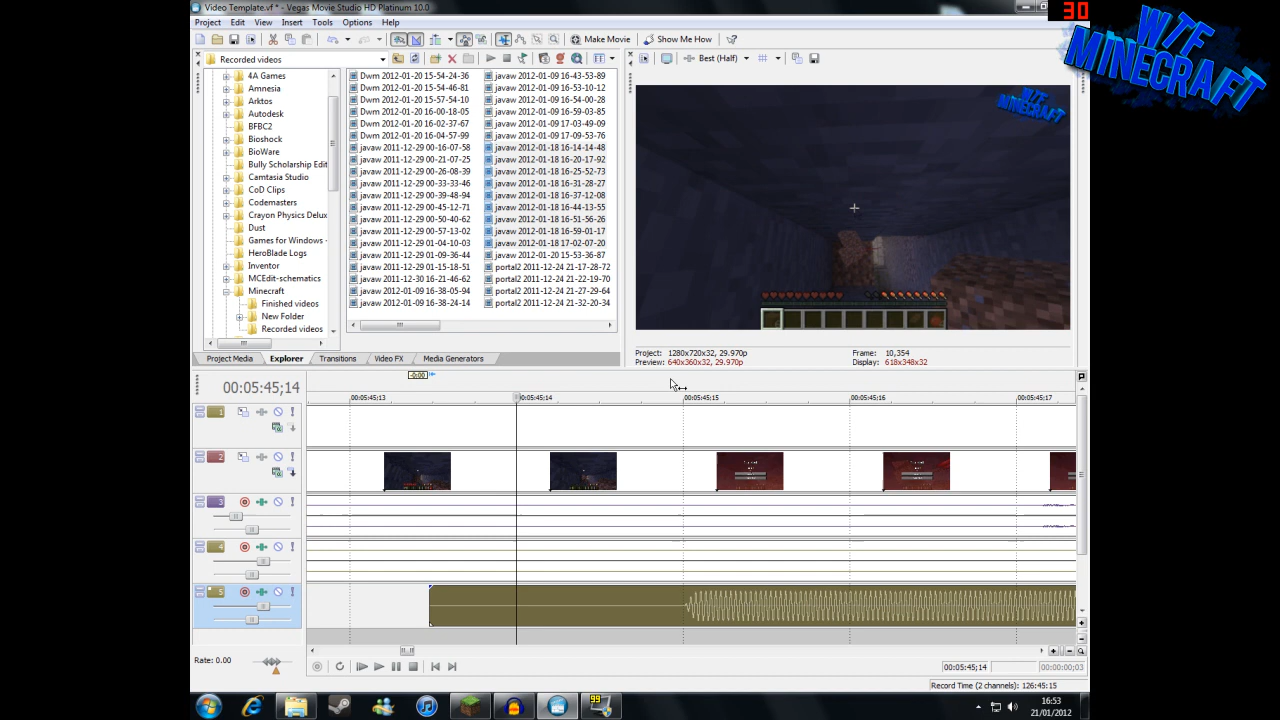 Video Template.vf * - Vegas Movie Studio HD Platinum 10.0
30
WTF MINECRAFT
Project Edit View Insert Tools Options Help
Make Movie Show Me How
Recorded videos
Best (Half)
4A Games
Amnesia
Arktos
Autodesk
BFBC2
Bioshock
BioWare
Bully Scholarship Edit
Camtasia Studio
CoD Clips
Codemasters
Crayon Physics Delux
Dust
Games for Windows -
HeroBlade Logs
Inventor
MCEdit-schematics
Minecraft
Finished videos
New Folder
Recorded videos
Dwm 2012-01-20 15-54-24-36
Dwm 2012-01-20 15-54-46-81
Dwm 2012-01-20 15-57-54-10
Dwm 2012-01-20 16-00-18-05
Dwm 2012-01-20 16-02-37-67
Dwm 2012-01-20 16-04-57-99
javaw 2011-12-29 00-16-07-58
javaw 2011-12-29 00-21-07-25
javaw 2011-12-29 00-26-08-39
javaw 2011-12-29 00-33-33-46
javaw 2011-12-29 00-39-48-94
javaw 2011-12-29 00-45-12-71
javaw 2011-12-29 00-50-40-62
javaw 2011-12-29 00-57-13-02
javaw 2011-12-29 01-04-10-03
javaw 2011-12-29 01-09-36-44
javaw 2011-12-29 01-15-18-51
javaw 2011-12-30 16-21-46-62
javaw 2012-01-09 16-38-05-94
javaw 2012-01-09 16-38-24-14
javaw 2012-01-09 16-43-53-89
javaw 2012-01-09 16-53-10-12
javaw 2012-01-09 16-54-00-28
javaw 2012-01-09 16-59-03-85
javaw 2012-01-09 17-03-49-09
javaw 2012-01-09 17-09-53-76
javaw 2012-01-18 16-14-14-48
javaw 2012-01-18 16-20-17-92
javaw 2012-01-18 16-25-52-73
javaw 2012-01-18 16-31-28-27
javaw 2012-01-18 16-37-12-08
javaw 2012-01-18 16-44-13-55
javaw 2012-01-18 16-51-56-26
javaw 2012-01-18 16-59-01-17
javaw 2012-01-18 17-02-07-20
javaw 2012-01-20 15-53-36-87
portal2 2011-12-24 21-17-28-72
portal2 2011-12-24 21-22-19-70
portal2 2011-12-24 21-27-29-64
portal2 2011-12-24 21-32-20-34
WTF MINECRAFT
Project Media Explorer Transitions Video FX Media Generators
Project: 1280x720x32, 29.970p Frame: 10,354
Preview: 640x360x32, 29.970p Display: 618x348x32
00:05:45;14
-0:00
00:05:45;13 00:05:45;14 00:05:45;15 00:05:45;16 00:05:45;17
1
2
3
4
5
Rate: 0.00
00:05:45;14 00:00:00;03
Record Time (2 channels): 126:45:15
99
16:53
21/01/2012